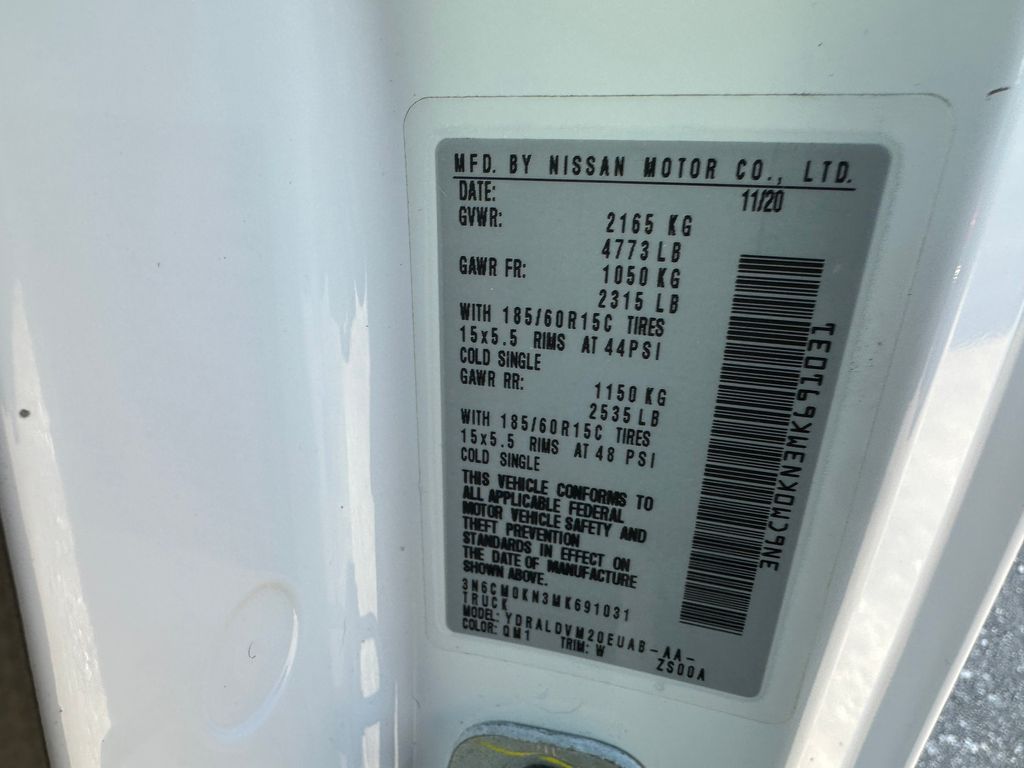 MFD. BY NISSAN MOTOR CO., LTD.
DATE: 11/20
GVWR: 2165 KG
4773 LB
GAWR FR: 1050 KG
2315 LB
WITH 185/60R15C TIRES
15x5.5 RIMS AT 44PSI
COLD SINGLE
GAWR RR: 1150 KG
2535 LB
WITH 185/60R15C TIRES
15x5.5 RIMS AT 48 PSI
COLD SINGLE
THIS VEHICLE CONFORMS TO
ALL APPLICABLE FEDERAL
MOTOR VEHICLE SAFETY AND
THEFT PREVENTION
STANDARDS IN EFFECT ON
THE DATE OF MANUFACTURE
SHOWN ABOVE.
3N6CM0KN3MK691031
TRUCK
MODEL: YDRALDVM20EUAB-AA-
COLOR: QM1 TRIM: W ZS00A
3N6CM0KN3MK691031